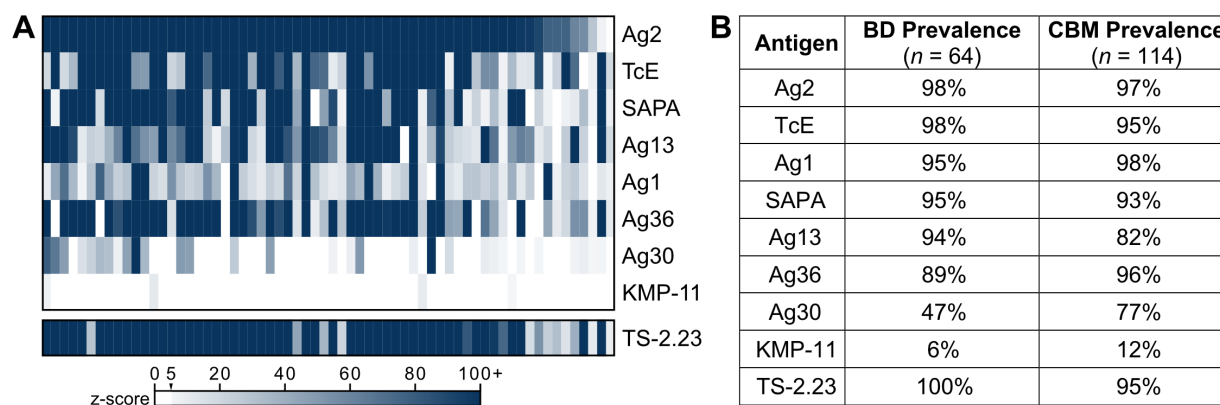 A
Ag2
TcE
SAPA
Ag13
Ag1
Ag36
Ag30
KMP-11
TS-2.23
0 5 20 40 60 80 100+
z-score
B
Antigen BD Prevalence (n = 64) CBM Prevalence (n = 114)
Ag2 98% 97%
TcE 98% 95%
Ag1 95% 98%
SAPA 95% 93%
Ag13 94% 82%
Ag36 89% 96%
Ag30 47% 77%
KMP-11 6% 12%
TS-2.23 100% 95%